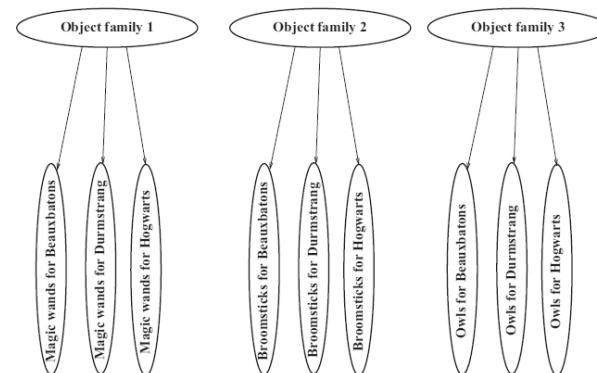 Object family 1
Object family 2
Object family 3
Magic wands for Beauxbatons
Magic wands for Durmstrang
Magic wands for Hogwarts
Broomsticks for Beauxbatons
Broomsticks for Durmstrang
Broomsticks for Hogwarts
Owls for Beauxbatons
Owls for Durmstrang
Owls for Hogwarts